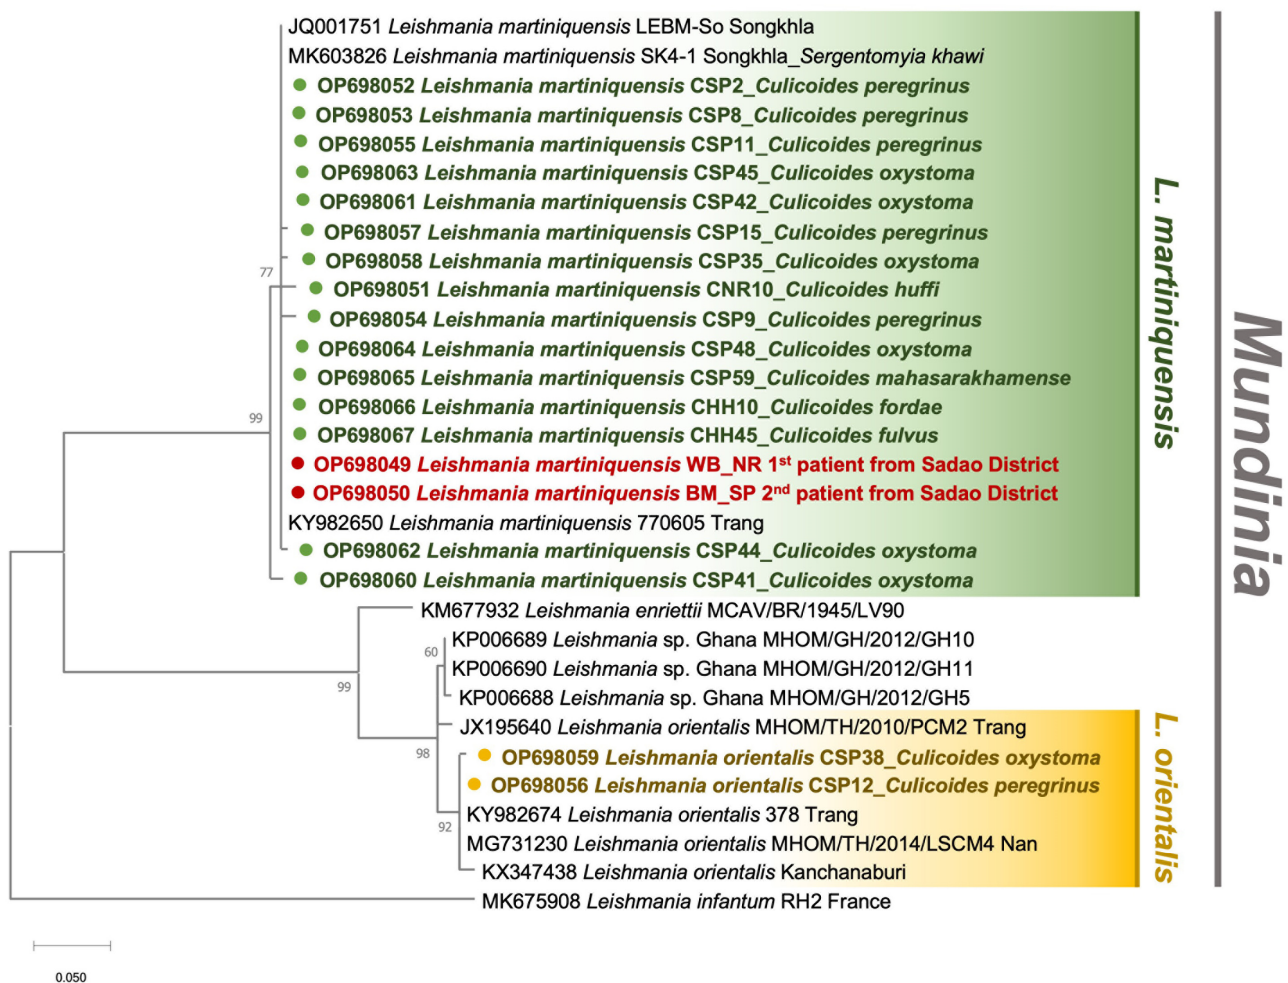 JQ001751 Leishmania martiniquensis LEBM-So Songkhla
MK603826 Leishmania martiniquensis SK4-1 Songkhla_Sergentomyia khawi
OP698052 Leishmania martiniquensis CSP2_Culicoides peregrinus
OP698053 Leishmania martiniquensis CSP8_Culicoides peregrinus
OP698055 Leishmania martiniquensis CSP11_Culicoides peregrinus
OP698063 Leishmania martiniquensis CSP45_Culicoides oxystoma
OP698061 Leishmania martiniquensis CSP42_Culicoides oxystoma
OP698057 Leishmania martiniquensis CSP15_Culicoides peregrinus
OP698058 Leishmania martiniquensis CSP35_Culicoides oxystoma
77
OP698051 Leishmania martiniquensis CNR10_Culicoides huffi
OP698054 Leishmania martiniquensis CSP9_Culicoides peregrinus
OP698064 Leishmania martiniquensis CSP48_Culicoides oxystoma
OP698065 Leishmania martiniquensis CSP59_Culicoides mahasarakhamense
OP698066 Leishmania martiniquensis CHH10_Culicoides fordae
99
OP698067 Leishmania martiniquensis CHH45_Culicoides fulvus
OP698049 Leishmania martiniquensis WB_NR 1st patient from Sadao District
OP698050 Leishmania martiniquensis BM_SP 2nd patient from Sadao District
KY982650 Leishmania martiniquensis 770605 Trang
OP698062 Leishmania martiniquensis CSP44_Culicoides oxystoma
OP698060 Leishmania martiniquensis CSP41_Culicoides oxystoma
L. martiniquensis
Mundinia
KM677932 Leishmania enriettii MCAV/BR/1945/LV90
KP006689 Leishmania sp. Ghana MHOM/GH/2012/GH10
60
KP006690 Leishmania sp. Ghana MHOM/GH/2012/GH11
99
KP006688 Leishmania sp. Ghana MHOM/GH/2012/GH5
JX195640 Leishmania orientalis MHOM/TH/2010/PCM2 Trang
98
OP698059 Leishmania orientalis CSP38_Culicoides oxystoma
OP698056 Leishmania orientalis CSP12_Culicoides peregrinus
KY982674 Leishmania orientalis 378 Trang
92
MG731230 Leishmania orientalis MHOM/TH/2014/LSCM4 Nan
KX347438 Leishmania orientalis Kanchanaburi
L. orientalis
MK675908 Leishmania infantum RH2 France
0.050